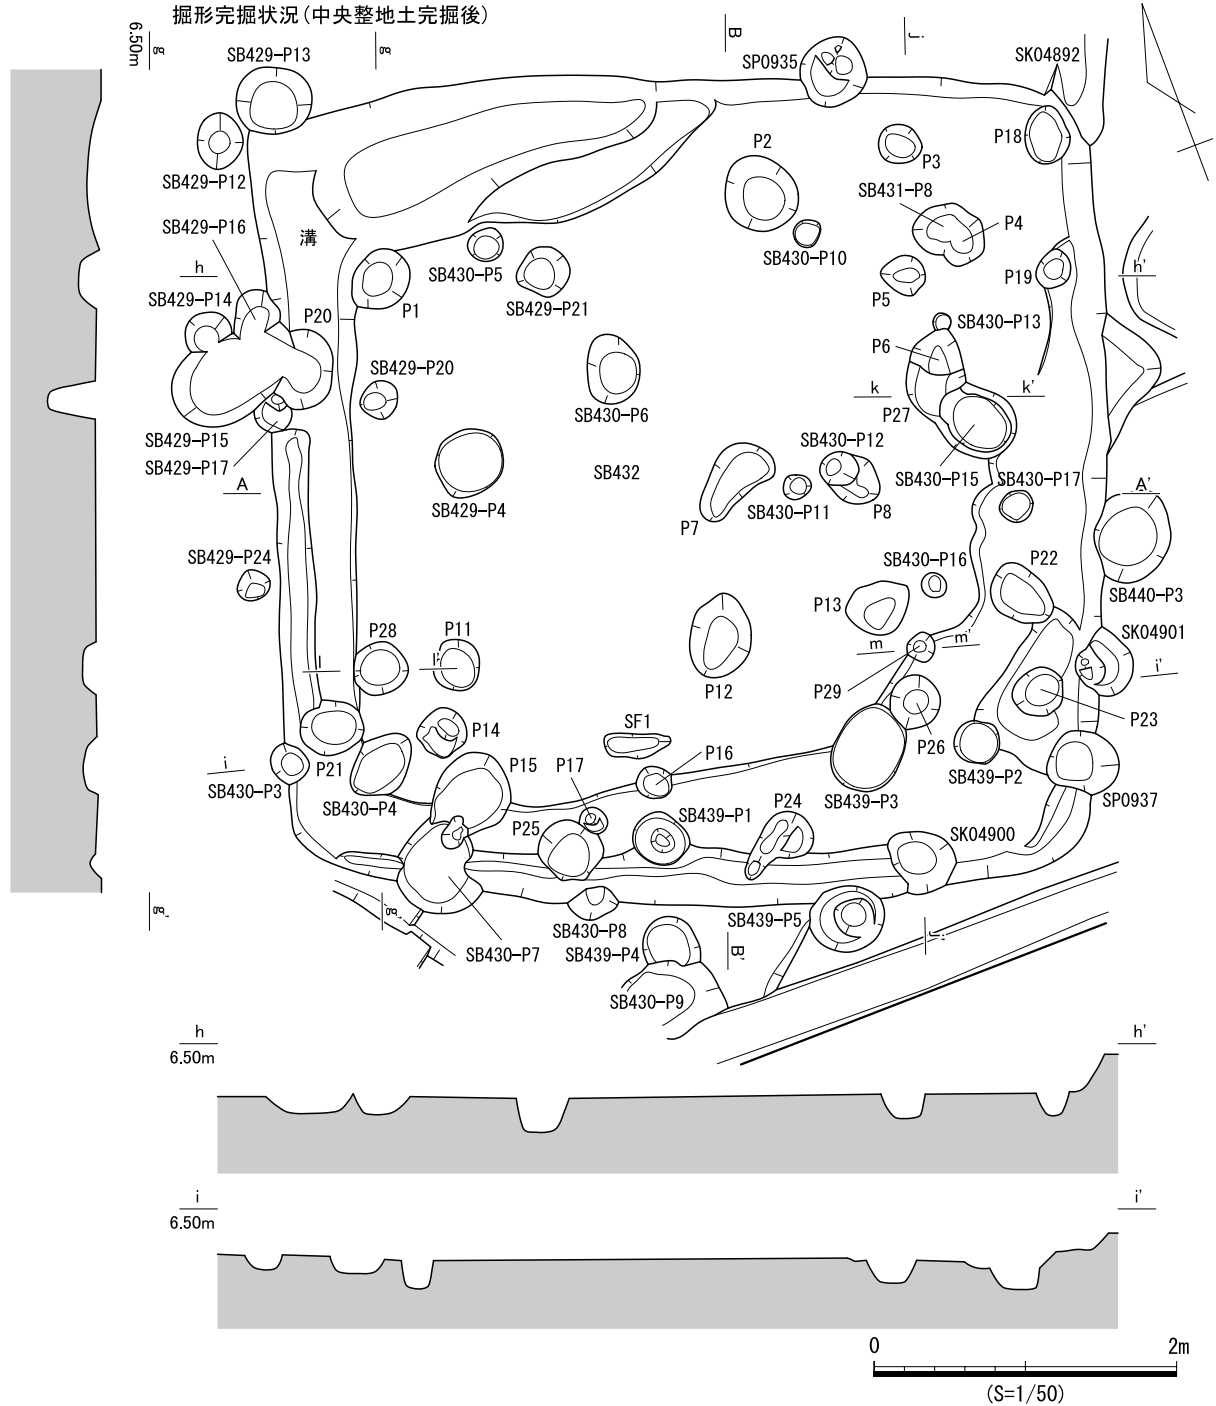 掘形完掘状況（中央整地土完掘後）
6.50m
g
g
B
j
SB429-P13
SP0935
SK04892
P18
P2
P3
SB429-P12
SB431-P8
P4
SB429-P16
溝
SB430-P10
h
SB430-P5
P19
h'
SB429-P14
P20
P1
SB429-P21
P5
SB430-P13
P6
SB429-P20
k
k'
SB430-P6
P27
SB429-P15
SB430-P12
SB429-P17
SB432
SB430-P15
SB430-P17
A
A'
SB429-P4
P7
SB430-P11
P8
SB429-P24
SB430-P16
P22
P13
SB440-P3
P28
P11
SK04901
l
l'
m
m'
i'
P12
P29
P14
SF1
P26
P23
P16
i
P21
P15
P17
SB439-P2
SB430-P3
SB430-P4
SB439-P3
SP0937
P25
SB439-P1
P24
SK04900
g'
g'
SB430-P8
SB439-P5
SB430-P7
SB439-P4
B'
j'
SB430-P9
h
h'
6.50m
i
i'
6.50m
0
2m
(S=1/50)